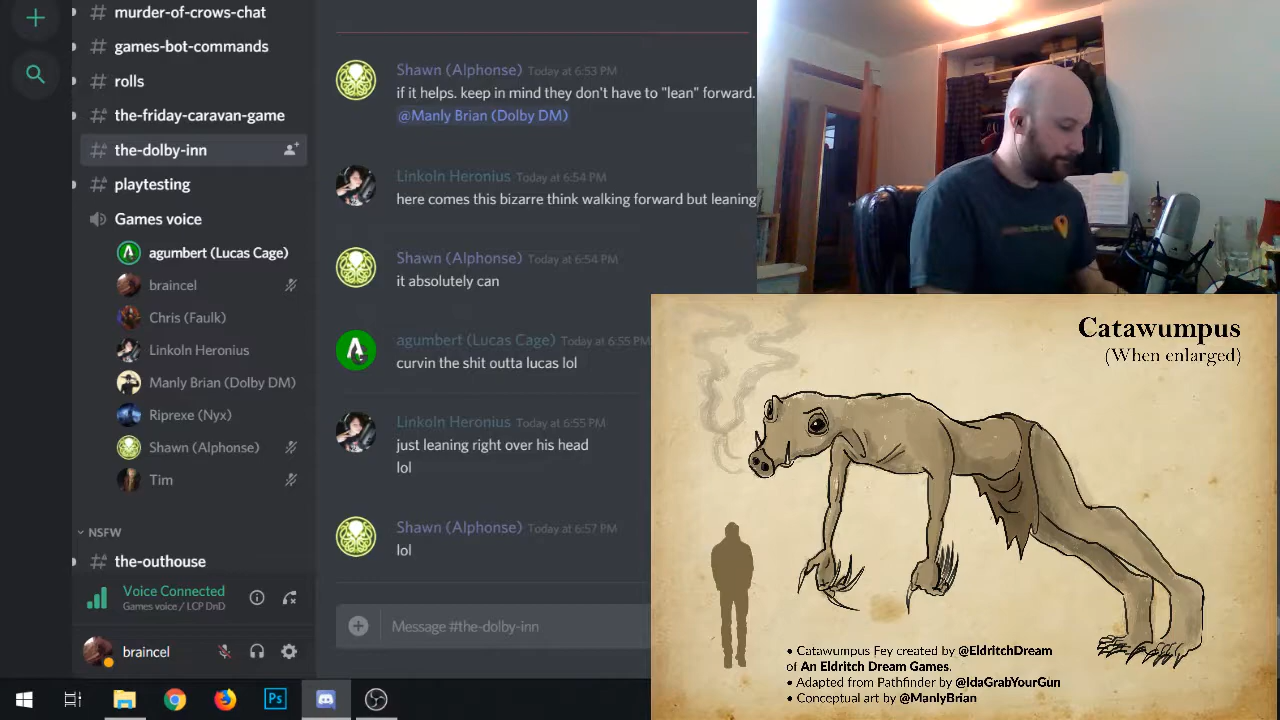 # murder-of-crows-chat
# games-bot-commands
# rolls
# the-friday-caravan-game
# the-dolby-inn
# playtesting
Games voice
agumbert (Lucas Cage)
braincel
Chris (Faulk)
Linkoln Heronius
Manly Brian (Dolby DM)
Riprexe (Nyx)
Shawn (Alphonse)
Tim
NSFW
# the-outhouse
Voice Connected
Games voice / LCP DnD
braincel
Shawn (Alphonse) Today at 6:53 PM
if it helps. keep in mind they don't have to "lean" forward.
@Manly Brian (Dolby DM)
Linkoln Heronius Today at 6:54 PM
here comes this bizarre think walking forward but leaning
Shawn (Alphonse) Today at 6:54 PM
it absolutely can
agumbert (Lucas Cage) Today at 6:55 PM
curvin the shit outta lucas lol
Linkoln Heronius Today at 6:55 PM
just leaning right over his head
lol
Shawn (Alphonse) Today at 6:57 PM
lol
Message #the-dolby-inn
Ps
Catawumpus
(When enlarged)
• Catawumpus Fey created by @EldritchDream
of An Eldritch Dream Games.
• Adapted from Pathfinder by @IdaGrabYourGun
• Conceptual art by @ManlyBrian